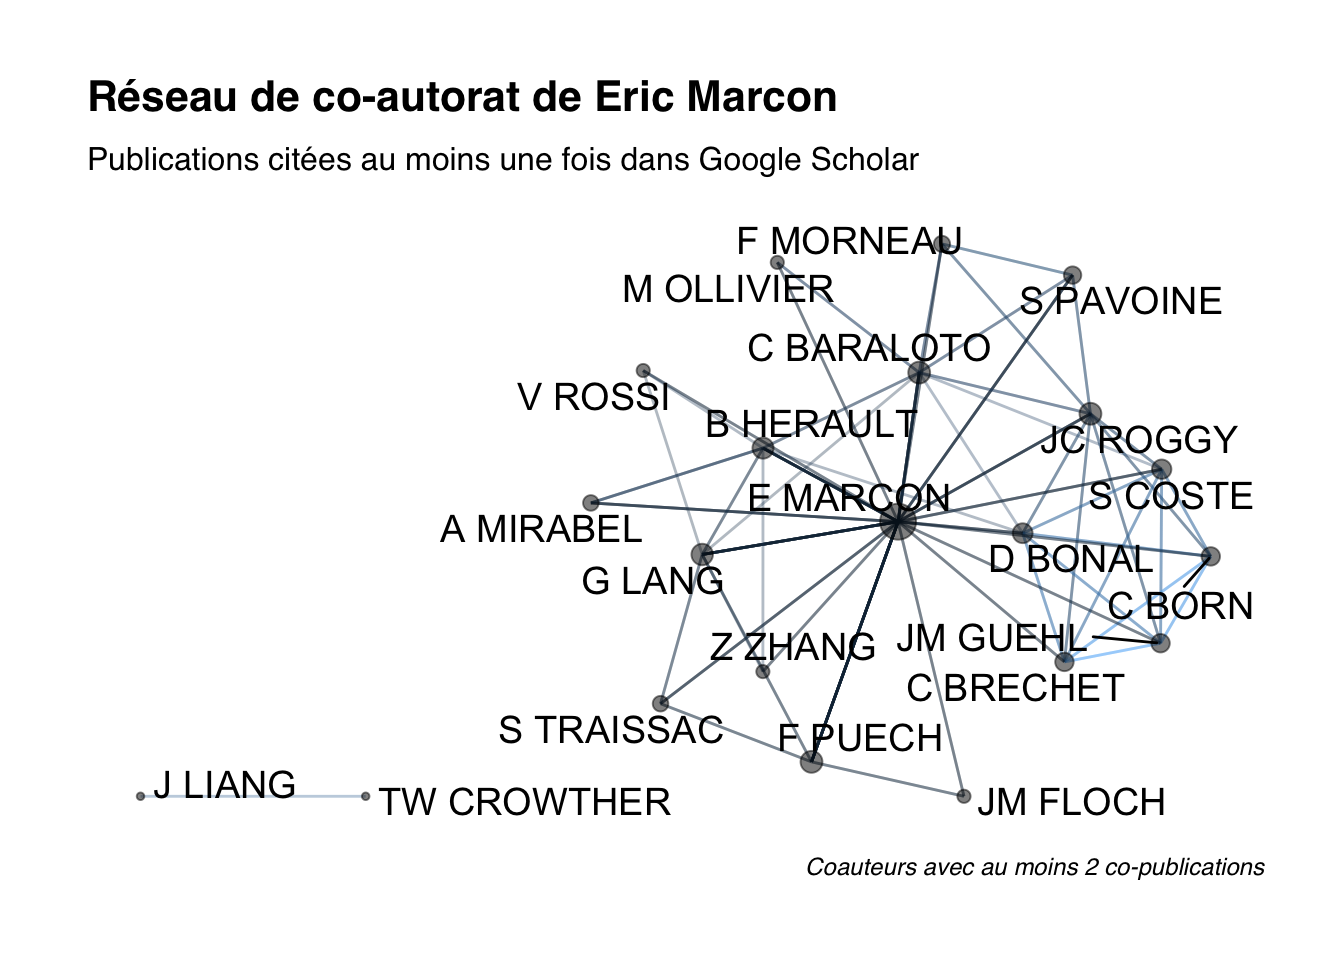 Réseau de co-autorat de Eric Marcon
Publications citées au moins une fois dans Google Scholar
F MORNEAU
M OLLIVIER
S PAVOINE
C BARALOTO
V ROSSI
B HERAULT
JC ROGGY
E MARCON
S COSTE
A MIRABEL
D BONAL
G LANG
C BORN
Z ZHANG
JM GUEHL
C BRECHET
S TRAISSAC
F PUECH
J LIANG
TW CROWTHER
JM FLOCH
Coauteurs avec au moins 2 co-publications